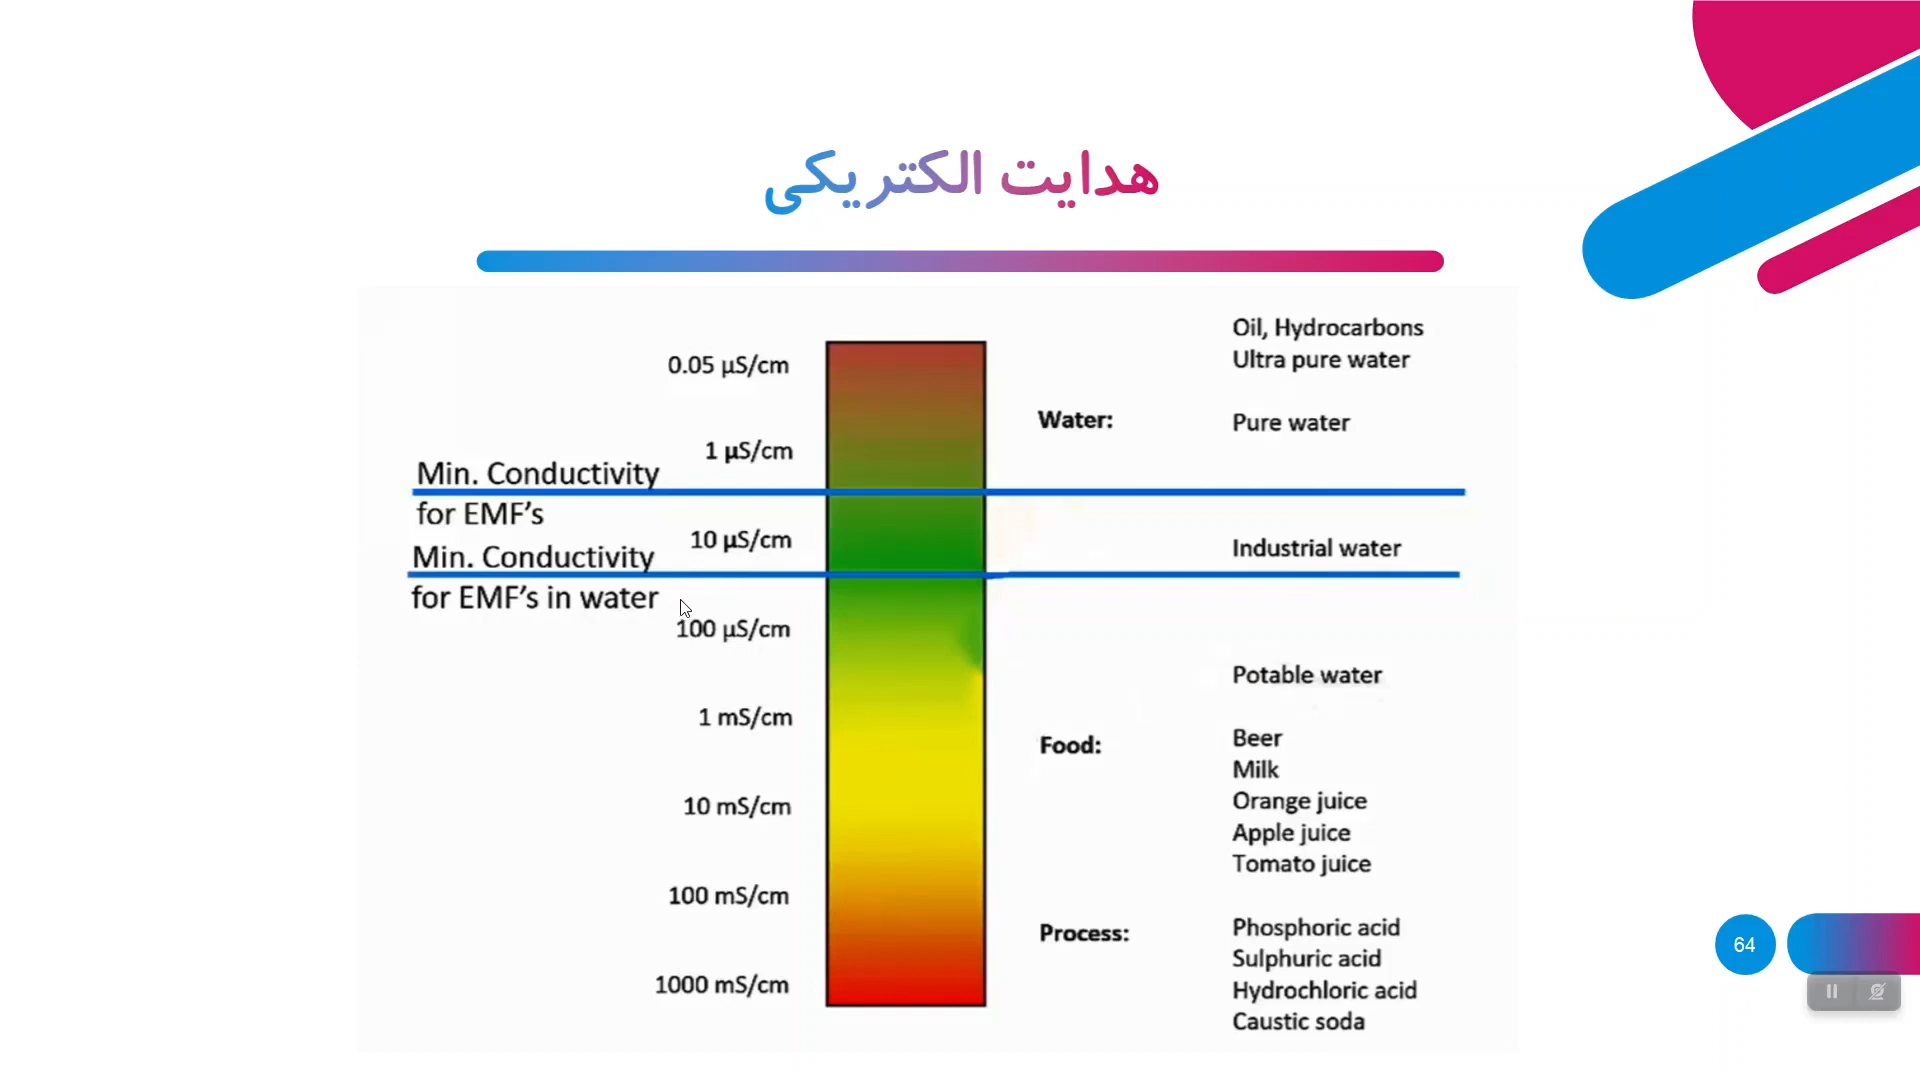 هدایت الکتریکی
Oil, Hydrocarbons
0.05 µS/cm
Ultra pure water
Water:
Pure water
1 µS/cm
Min. Conductivity
for EMF's
10 µS/cm
Industrial water
Min. Conductivity
for EMF's in water
100 µS/cm
Potable water
1 mS/cm
Food:
Beer
Milk
Orange juice
10 mS/cm
Apple juice
Tomato juice
100 mS/cm
Process:
Phosphoric acid
Sulphuric acid
1000 mS/cm
Hydrochloric acid
Caustic soda
64